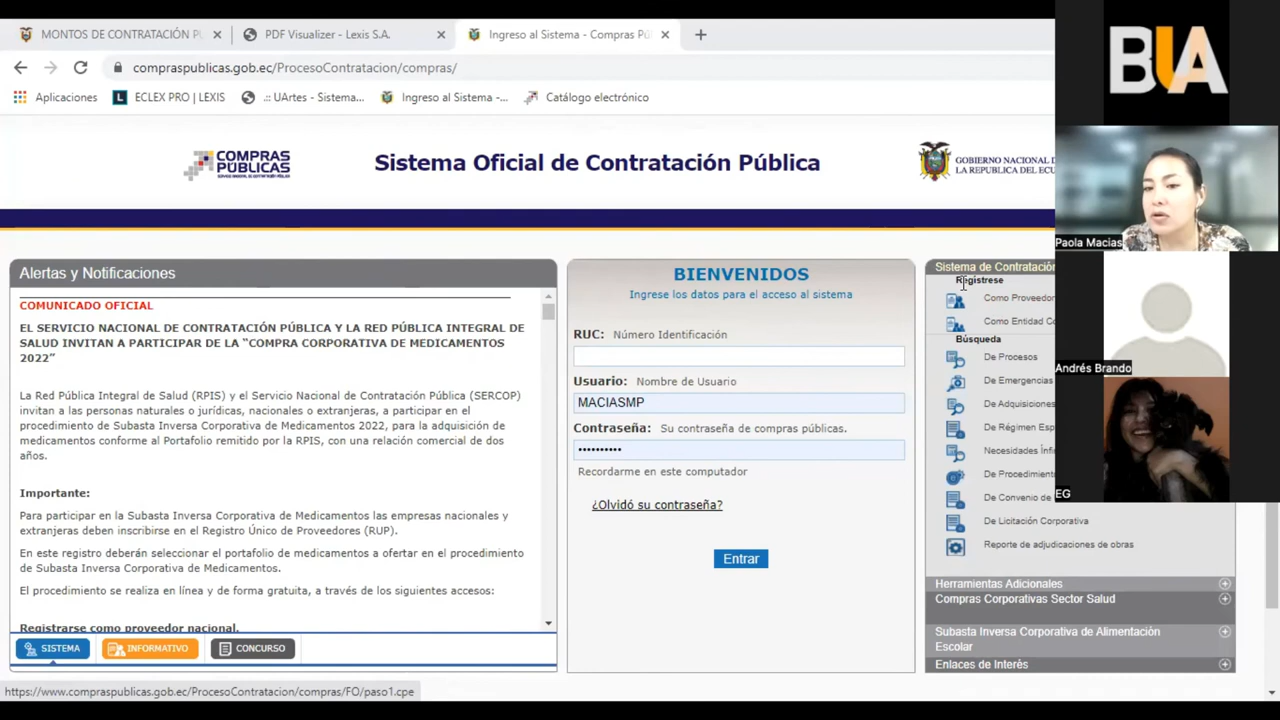 MONTOS DE CONTRATACIÓN PU
PDF Visualizer - Lexis S.A.
Ingreso al Sistema - Compras Púb
compraspublicas.gob.ec/ProcesoContratacion/compras/
Aplicaciones
ECLEX PRO | LEXIS
.:: UArtes - Sistema...
Ingreso al Sistema -...
Catálogo electrónico
COMPRAS
PÚBLICAS
Sistema Oficial de Contratación Pública
GOBIERNO NACIONAL DE
LA REPUBLICA DEL ECU
Alertas y Notificaciones
COMUNICADO OFICIAL
EL SERVICIO NACIONAL DE CONTRATACIÓN PÚBLICA Y LA RED PÚBLICA INTEGRAL DE
SALUD INVITAN A PARTICIPAR DE LA “COMPRA CORPORATIVA DE MEDICAMENTOS
2022”
La Red Pública Integral de Salud (RPIS) y el Servicio Nacional de Contratación Pública (SERCOP)
invitan a las personas naturales o jurídicas, nacionales o extranjeras, a participar en el
procedimiento de Subasta Inversa Corporativa de Medicamentos 2022, para la adquisición de
medicamentos conforme al Portafolio remitido por la RPIS, con una relación comercial de dos
años.
Importante:
Para participar en la Subasta Inversa Corporativa de Medicamentos las empresas nacionales y
extranjeras deben inscribirse en el Registro Único de Proveedores (RUP).
En este registro deberán seleccionar el portafolio de medicamentos a ofertar en el procedimiento
de Subasta Inversa Corporativa de Medicamentos.
El procedimiento se realiza en línea y de forma gratuita, a través de los siguientes accesos:
Registrarse como proveedor nacional.
SISTEMA
INFORMATIVO
CONCURSO
BIENVENIDOS
Ingrese los datos para el acceso al sistema
RUC: Número Identificación
Usuario: Nombre de Usuario
MACIASMP
Contraseña: Su contraseña de compras públicas.
••••••••••
Recordarme en este computador
¿Olvidó su contraseña?
Entrar
Sistema de Contratación
Regístrese
Como Proveedor
Como Entidad Co
Búsqueda
De Procesos
De Emergencias
De Adquisiciones
De Régimen Esp
Necesidades Ínfi
De Procedimiento
De Convenio de
De Licitación Corporativa
Reporte de adjudicaciones de obras
Herramientas Adicionales
Compras Corporativas Sector Salud
Subasta Inversa Corporativa de Alimentación
Escolar
Enlaces de Interés
https://www.compraspublicas.gob.ec/ProcesoContratacion/compras/FO/paso1.cpe
BUA
Paola Macias
Andrés Brando
EG